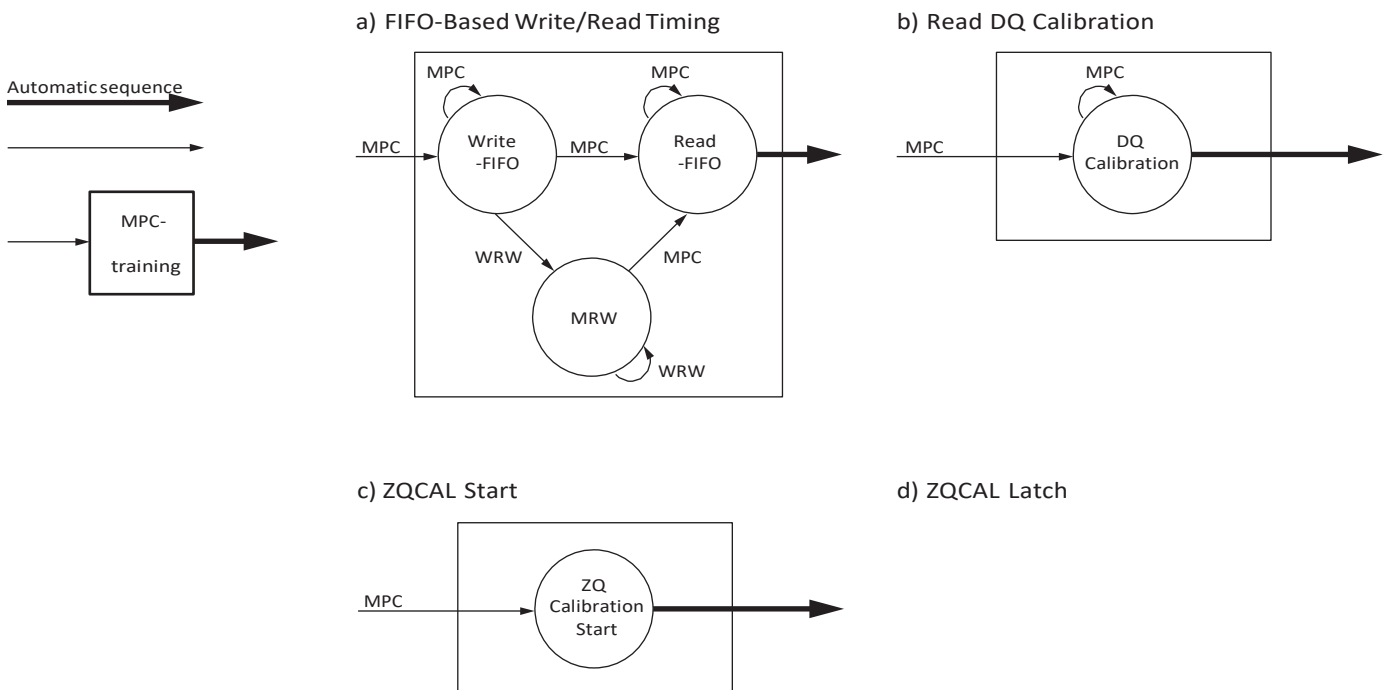 a) FIFO-Based Write/Read Timing
b) Read DQ Calibration
Automatic sequence
MPC-
training
MPC
MPC
MPC
Write
-FIFO
MPC
Read
-FIFO
WRW
MPC
MRW
WRW
MPC
MPC
DQ
Calibration
c) ZQCAL Start
d) ZQCAL Latch
MPC
ZQ
Calibration
Start